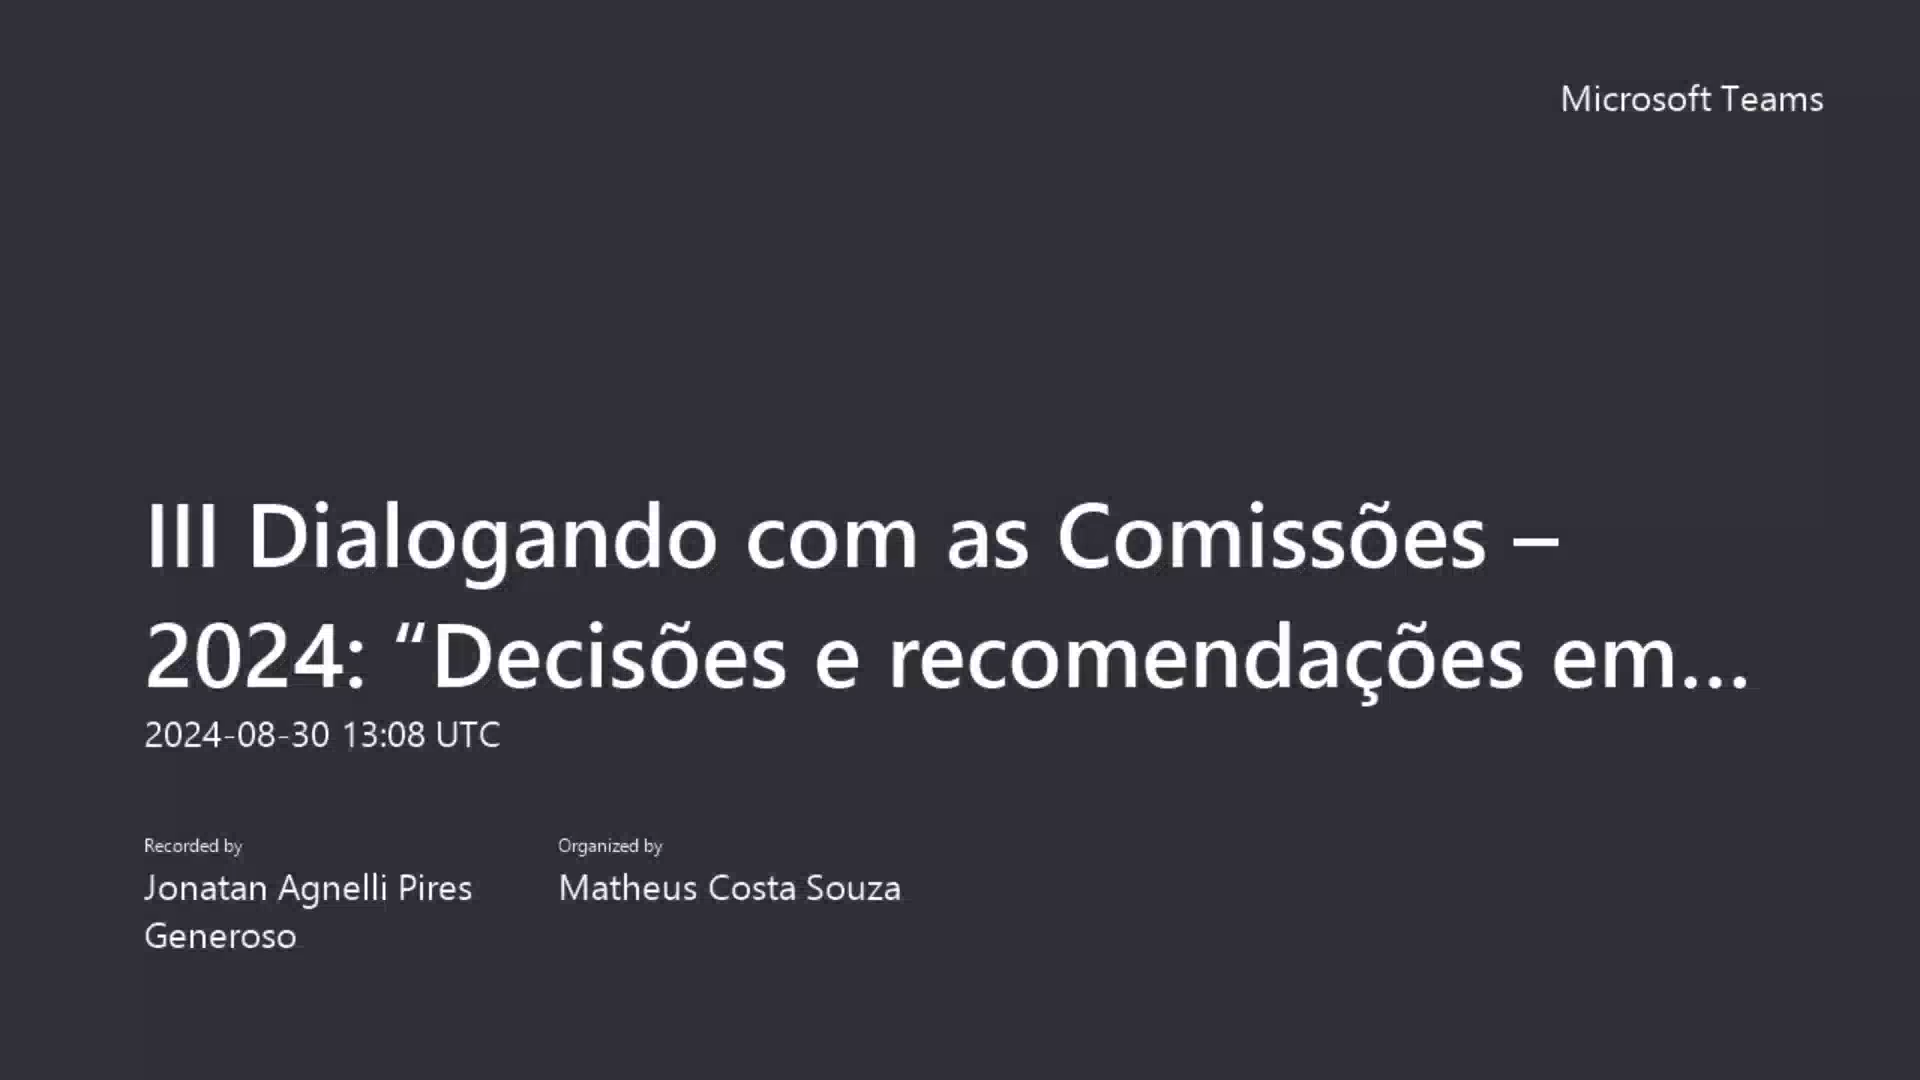 Microsoft Teams
III Dialogando com as Comissões –
2024: “Decisões e recomendações em...
2024-08-30 13:08 UTC
Recorded by
Jonatan Agnelli Pires
Generoso
Organized by
Matheus Costa Souza